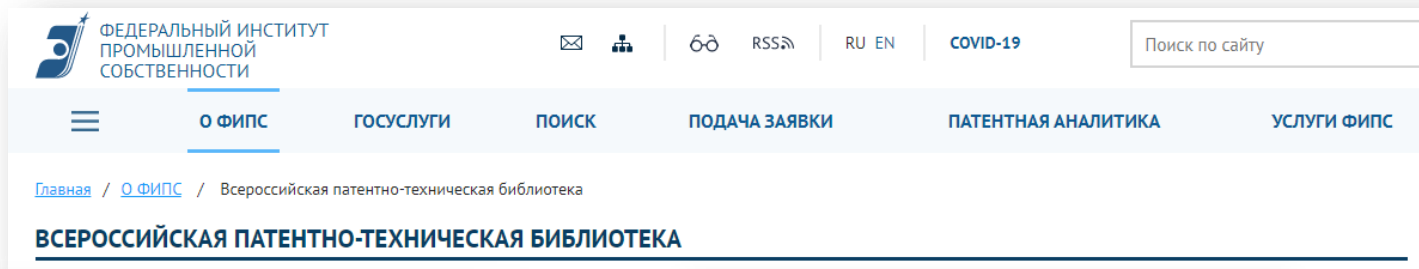 ФЕДЕРАЛЬНЫЙ ИНСТИТУТ
ПРОМЫШЛЕННОЙ
СОБСТВЕННОСТИ
RSS RU EN COVID-19 Поиск по сайту
О ФИПС ГОСУСЛУГИ ПОИСК ПОДАЧА ЗАЯВКИ ПАТЕНТНАЯ АНАЛИТИКА УСЛУГИ ФИПС
Главная / О ФИПС / Всероссийская патентно-техническая библиотека
ВСЕРОССИЙСКАЯ ПАТЕНТНО-ТЕХНИЧЕСКАЯ БИБЛИОТЕКА